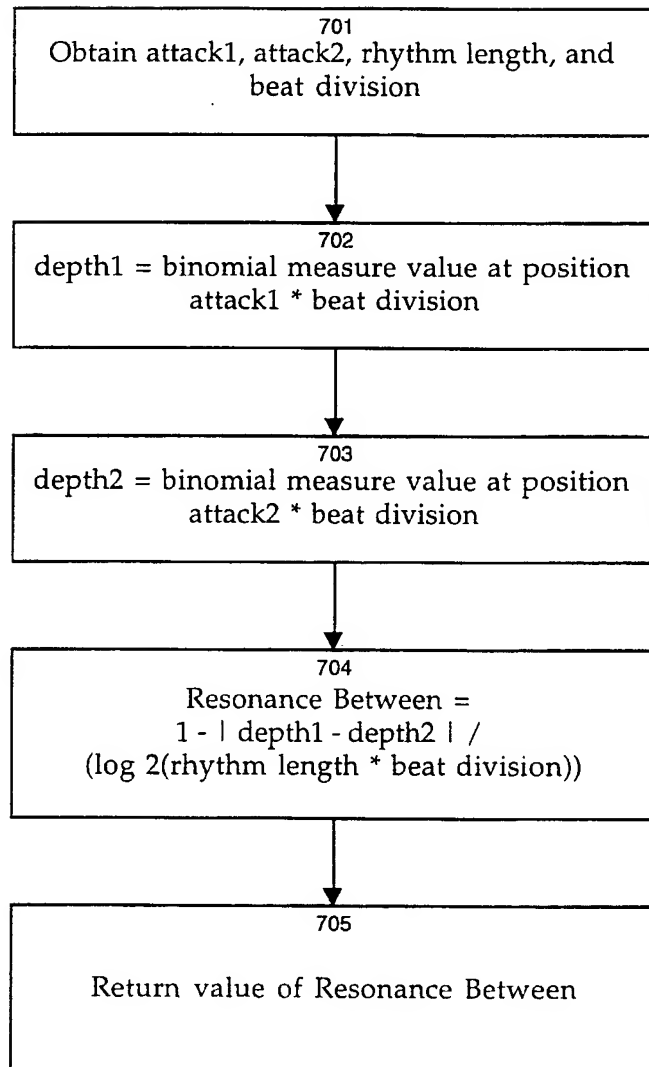 701
Obtain attack1, attack2, rhythm length, and
beat division
702
depth1 = binomial measure value at position
attack1 * beat division
703
depth2 = binomial measure value at position
attack2 * beat division
704
Resonance Between =
1 - | depth1 - depth2 | /
(log 2(rhythm length * beat division))
705
Return value of Resonance Between